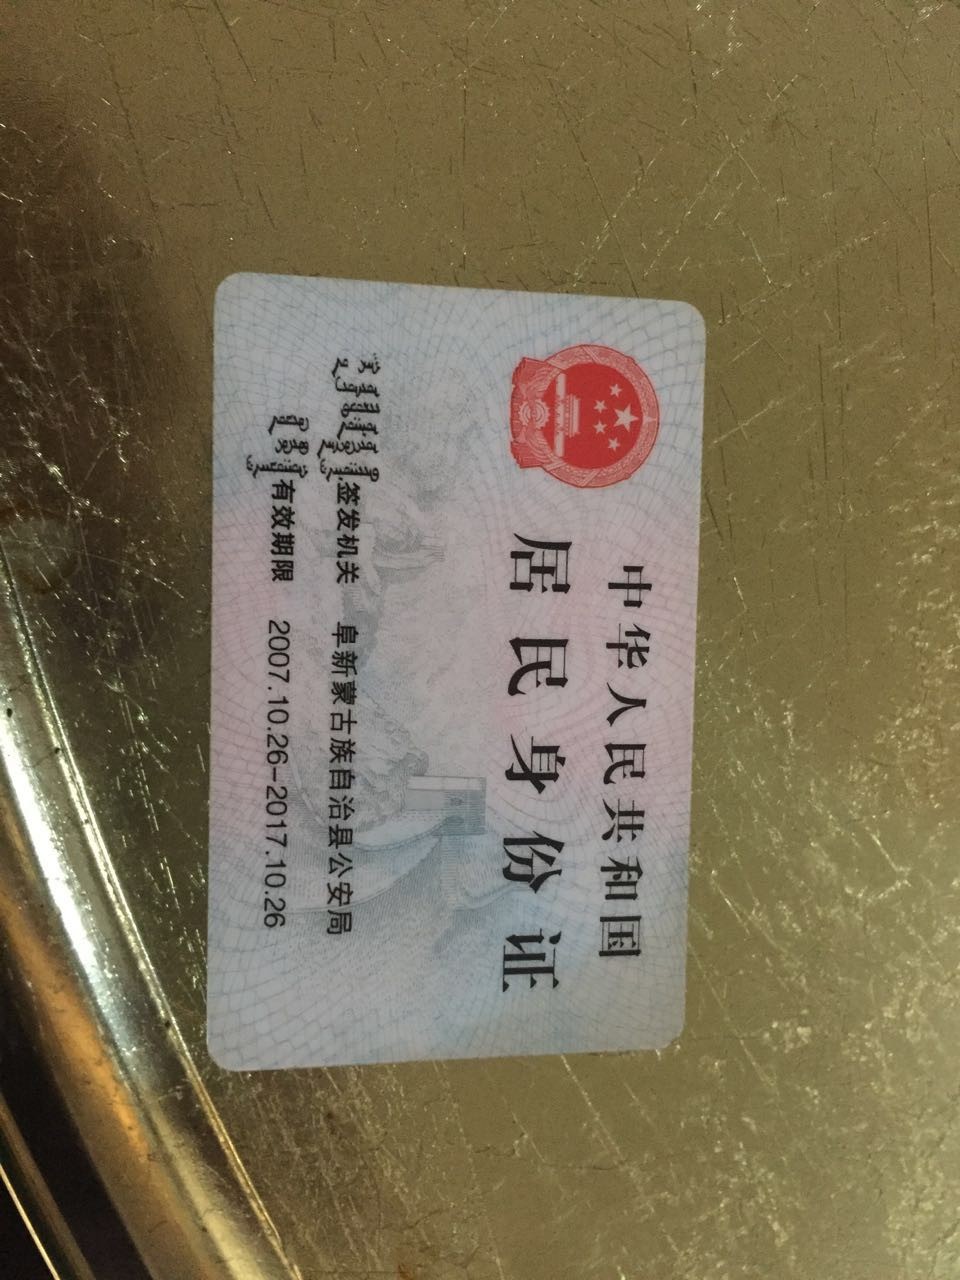 中华人民共和国
居民身份证
签发机关 阜新蒙古族自治县公安局
有效期限 2007.10.26-2017.10.26